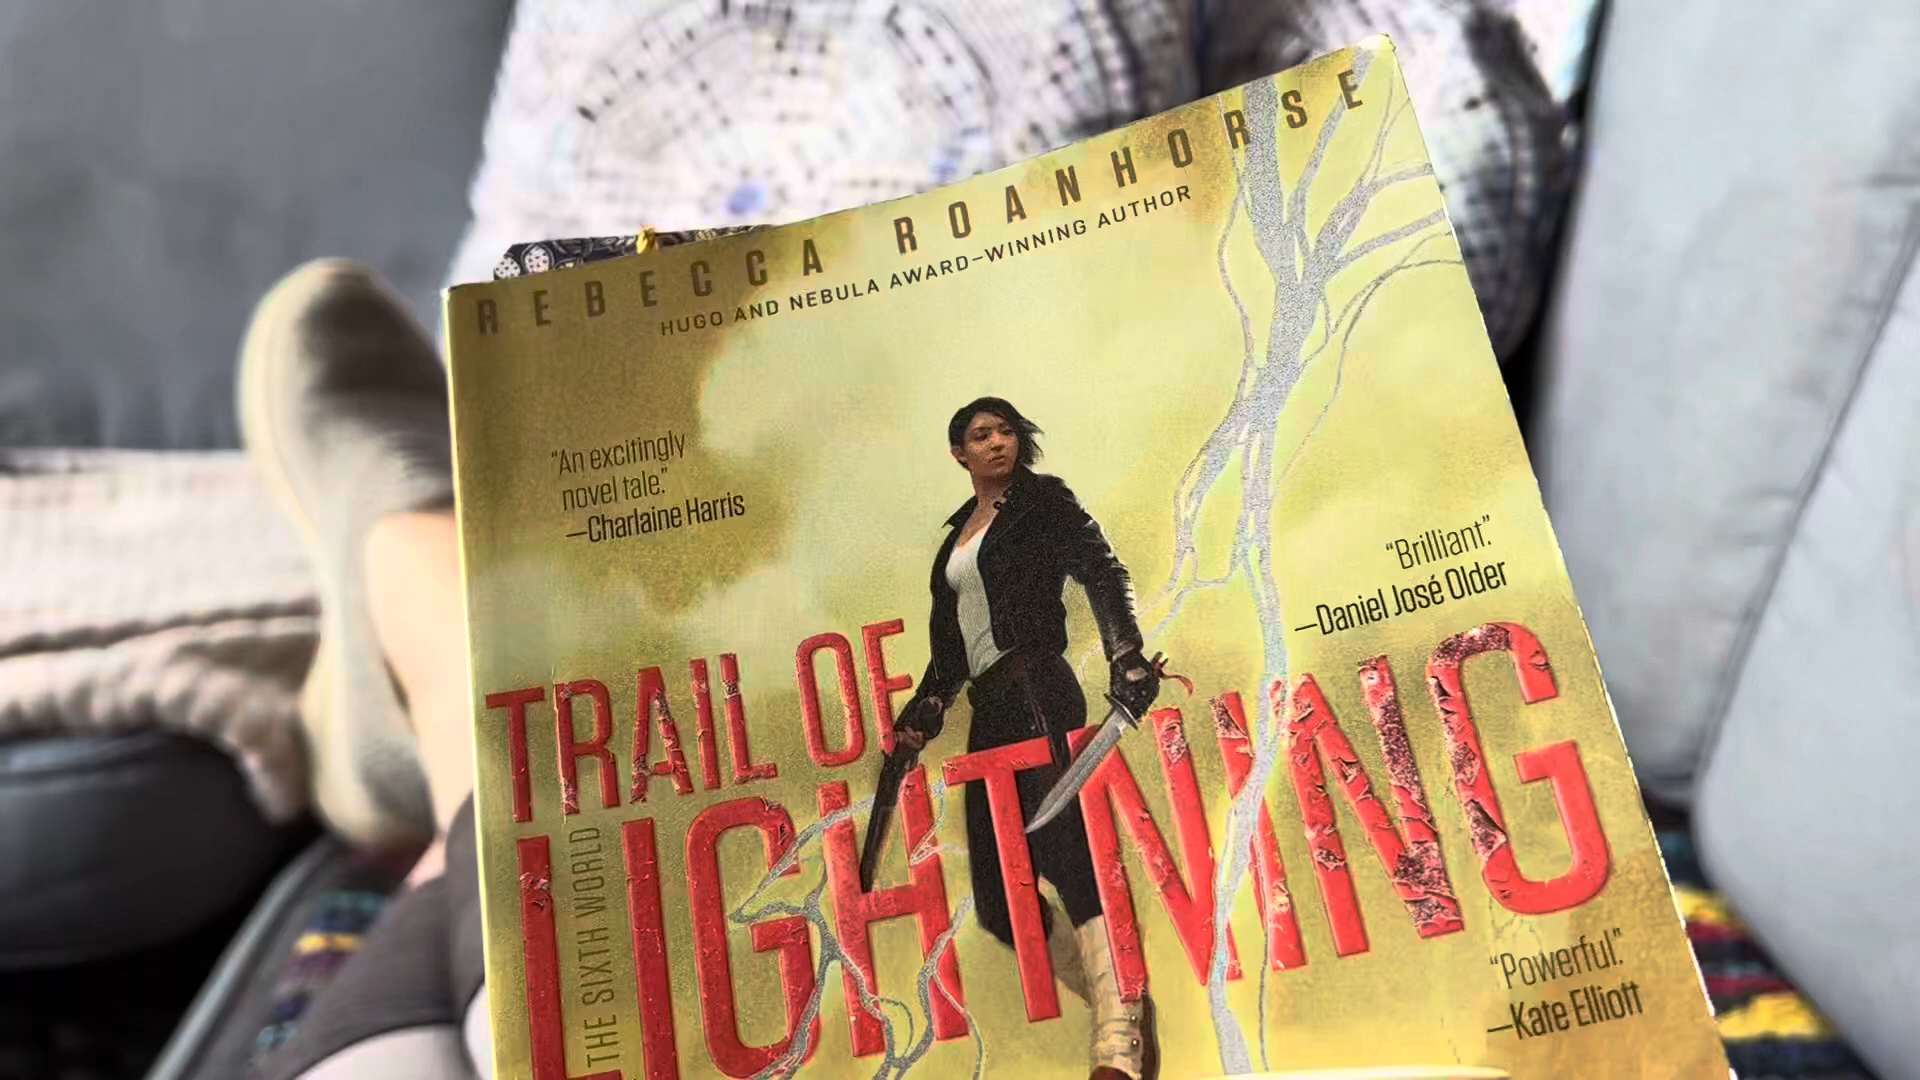 REBECCA ROANHORSE
HUGO AND NEBULA AWARD–WINNING AUTHOR
“An excitingly
novel tale.”
—Charlaine Harris
“Brilliant.”
—Daniel José Older
TRAIL OF
LIGHTNING
THE SIXTH WORLD
“Powerful.”
—Kate Elliott